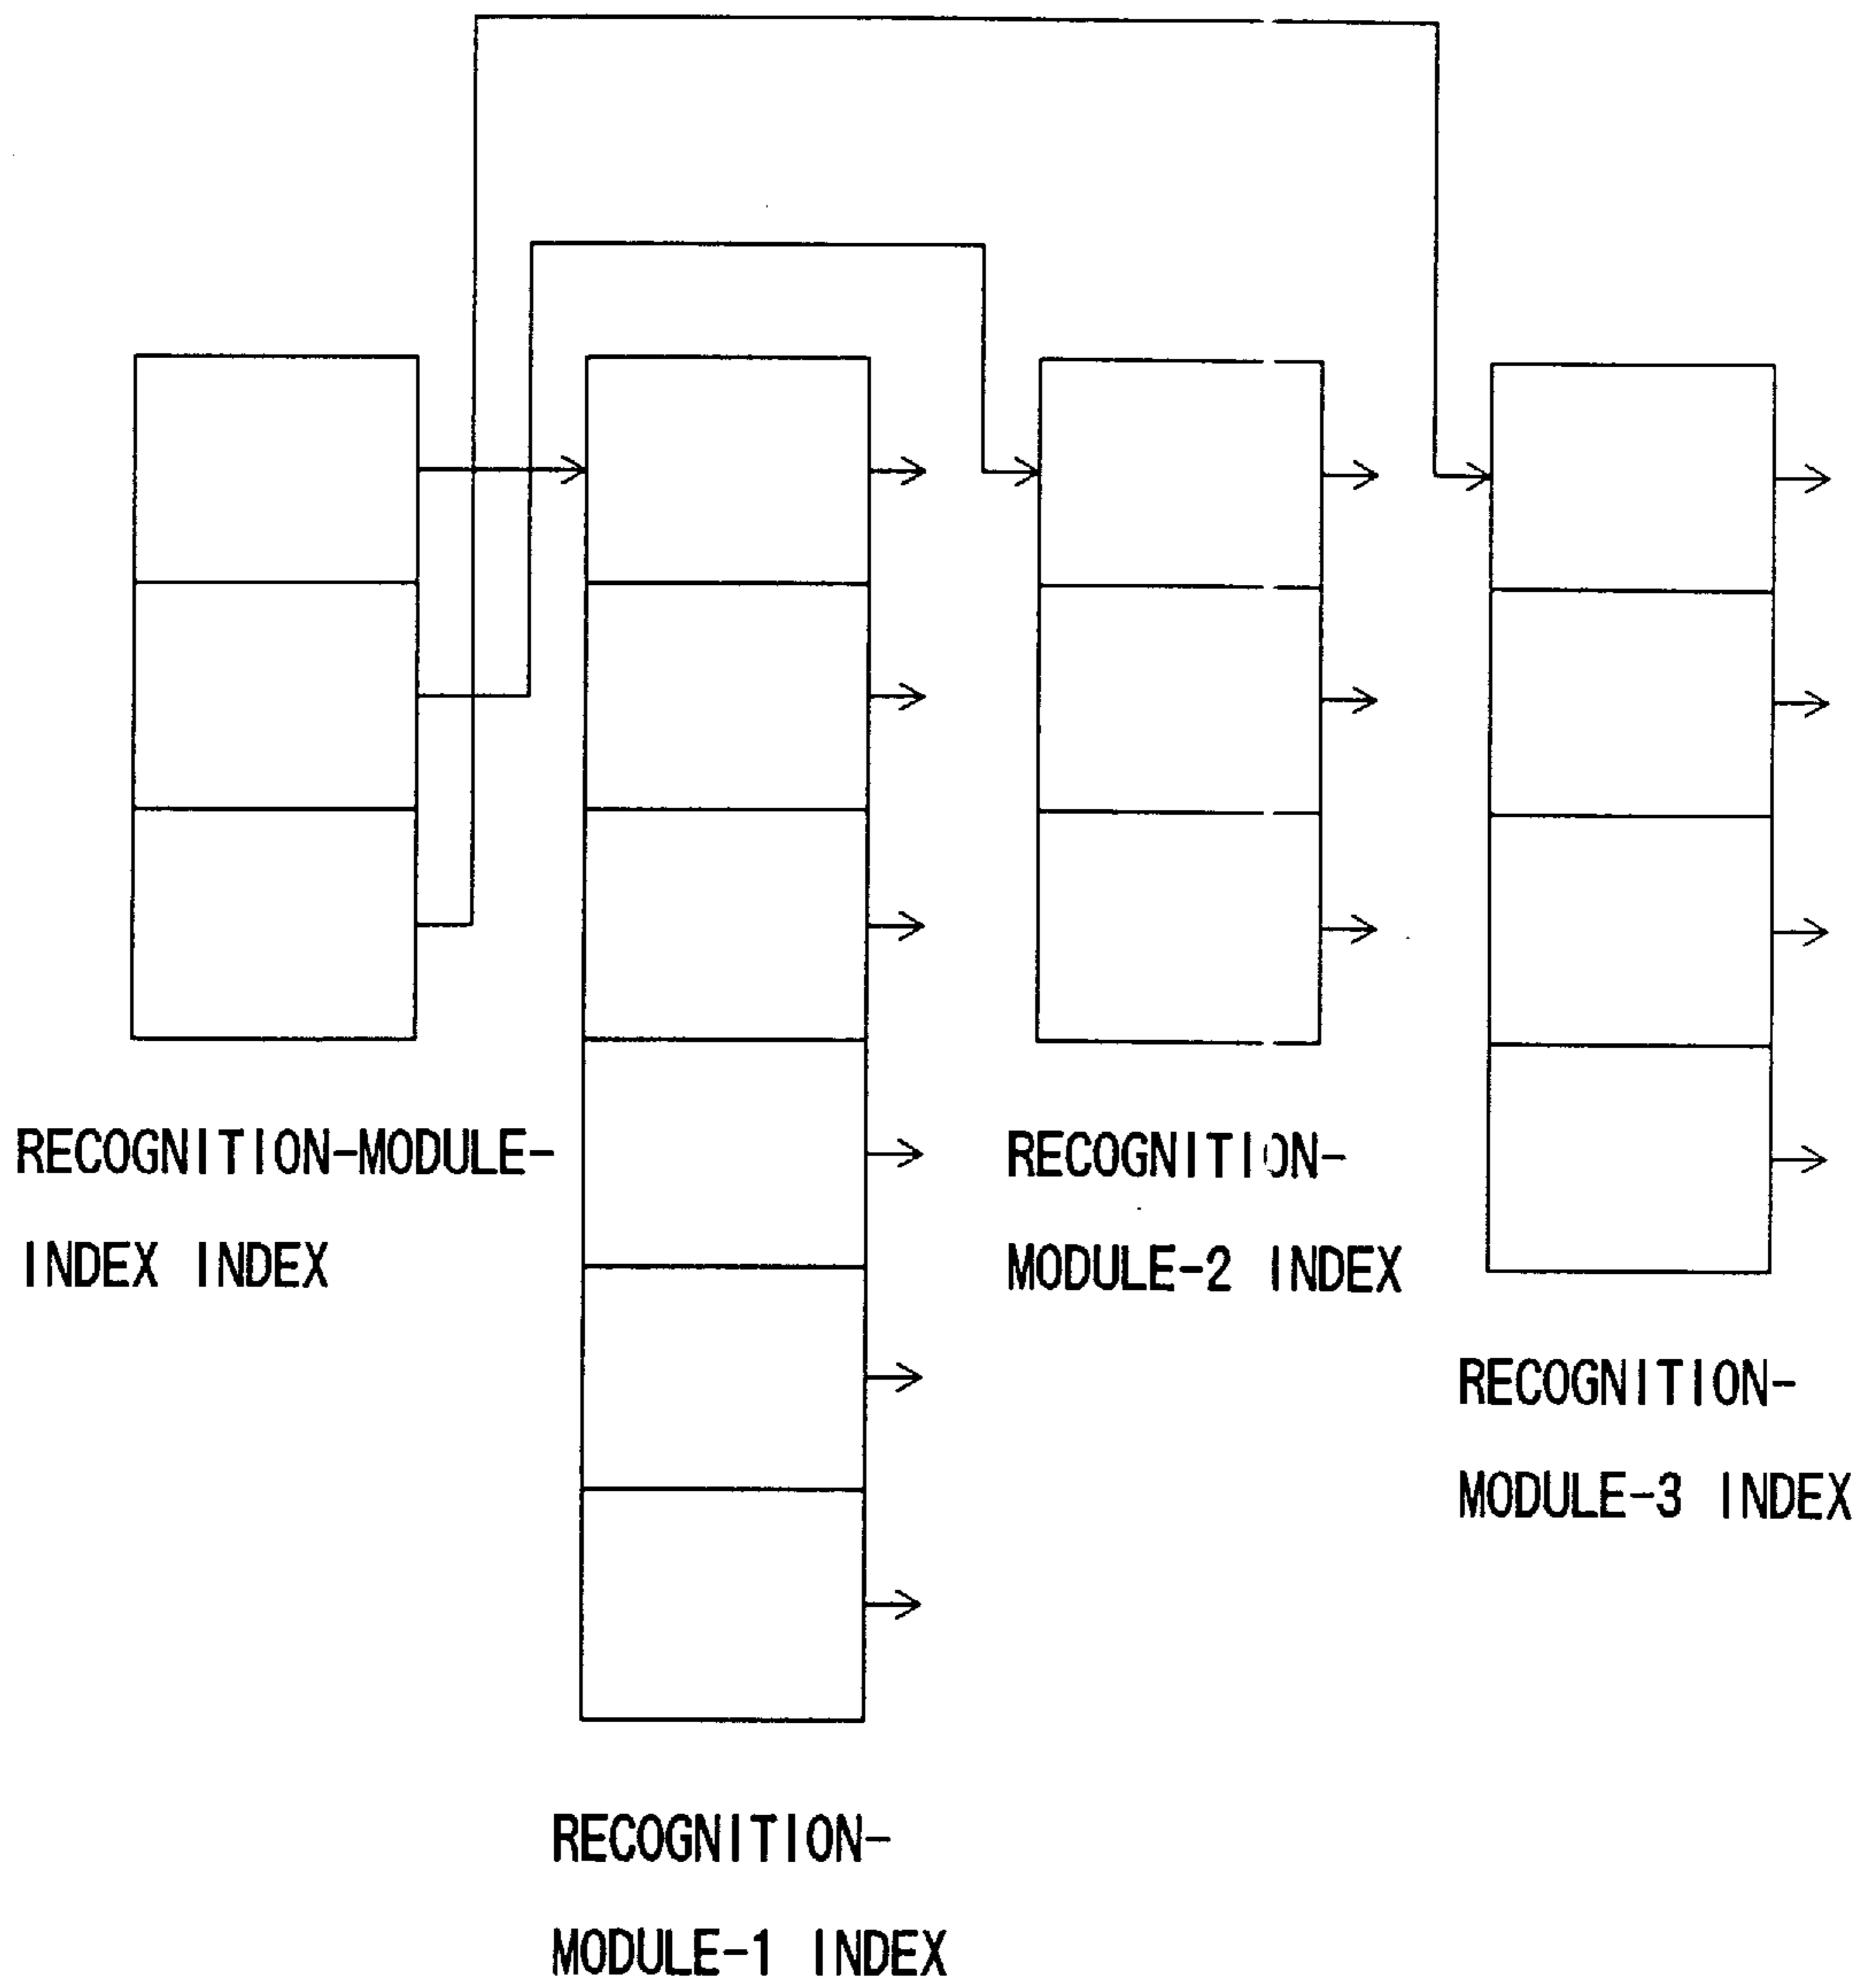 RECOGNITION-MODULE-
INDEX INDEX
RECOGNITION-
MODULE-2 INDEX
RECOGNITION-
MODULE-3 INDEX
RECOGNITION-
MODULE-1 INDEX